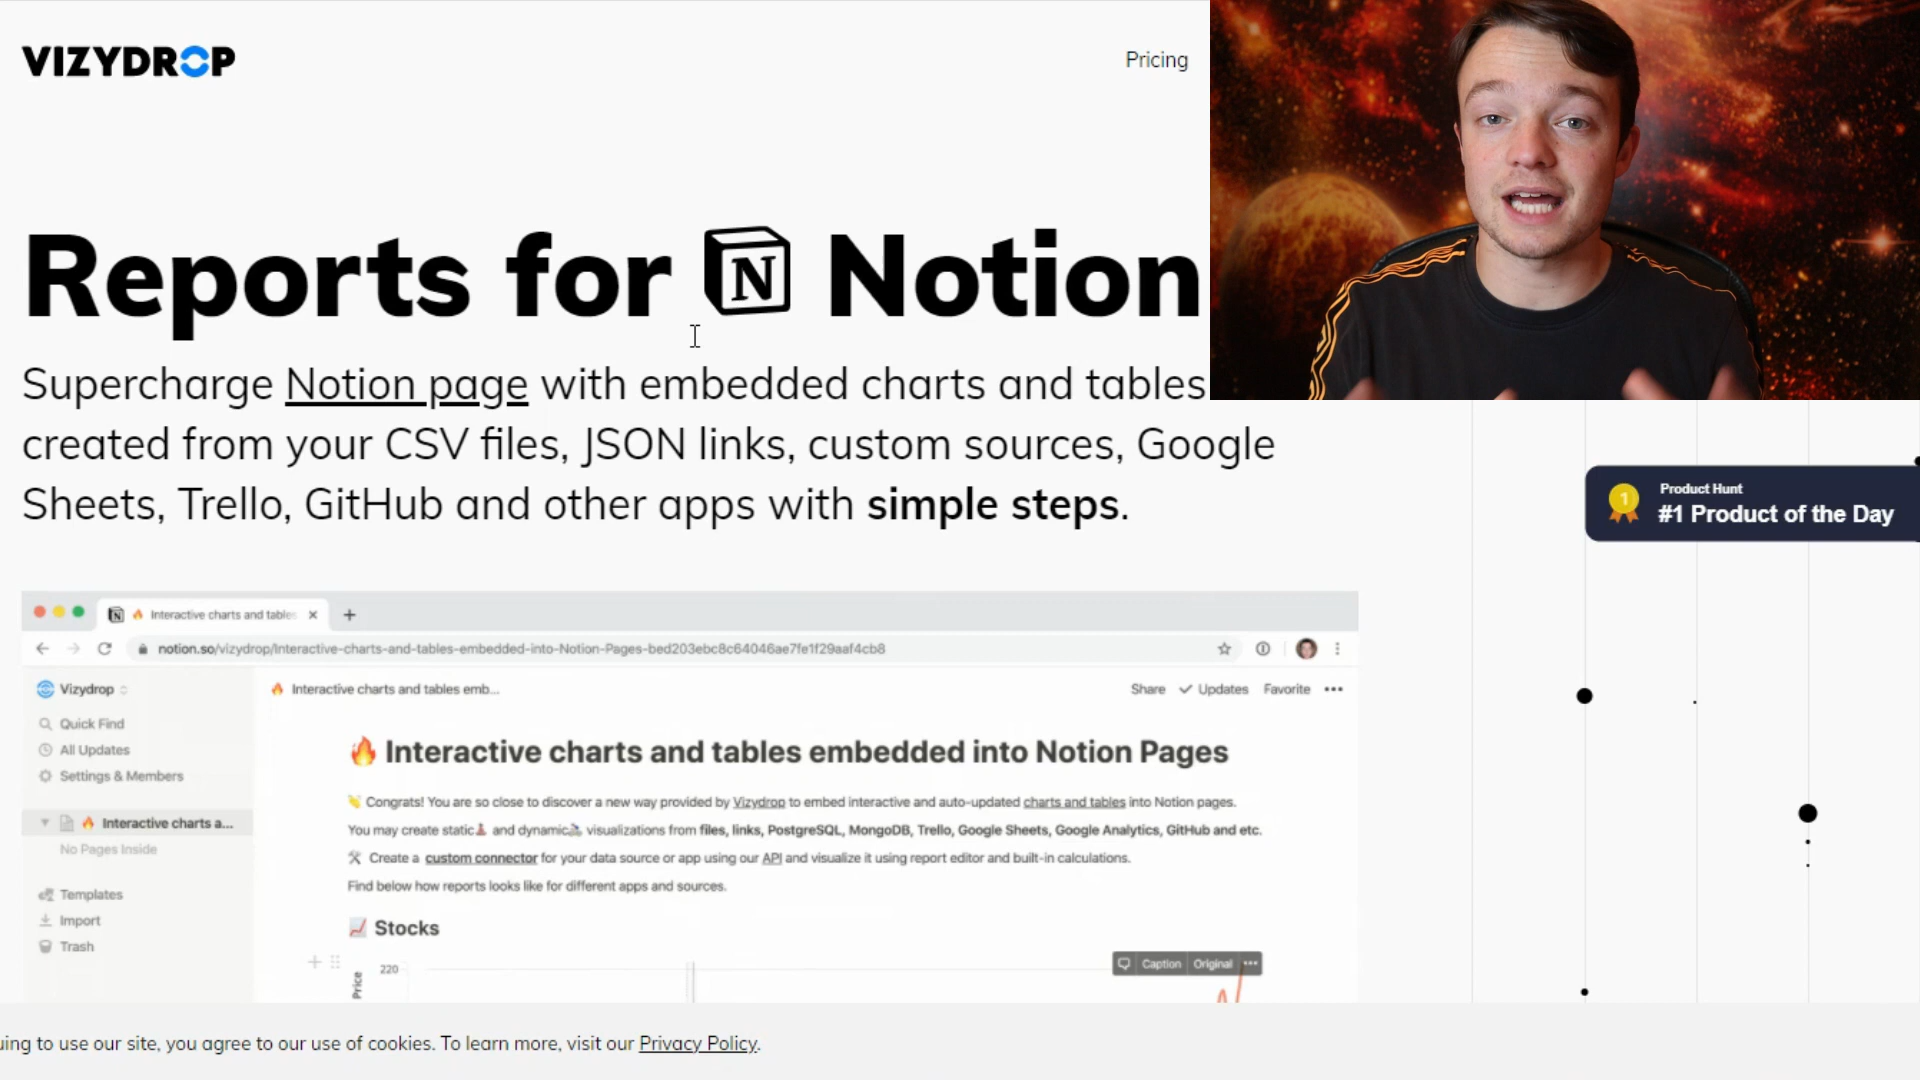 VIZYDROP
Pricing
Reports for N Notion
Supercharge Notion page with embedded charts and tables
created from your CSV files, JSON links, custom sources, Google
Sheets, Trello, GitHub and other apps with simple steps.
1 Product Hunt
#1 Product of the Day
Interactive charts and tables
notion.so/vizydrop/Interactive-charts-and-tables-embedded-into-Notion-Pages-bed203ebc8c64046ae7fe1f29aaf4cb8
Vizydrop
Interactive charts and tables emb...
Share Updates Favorite
Quick Find
All Updates
Settings & Members
Interactive charts a...
No Pages Inside
Templates
Import
Trash
Interactive charts and tables embedded into Notion Pages
Congrats! You are so close to discover a new way provided by Vizydrop to embed interactive and auto-updated charts and tables into Notion pages.
You may create static and dynamic visualizations from files, links, PostgreSQL, MongoDB, Trello, Google Sheets, Google Analytics, GitHub and etc.
Create a custom connector for your data source or app using our API and visualize it using report editor and built-in calculations.
Find below how reports looks like for different apps and sources.
Stocks
Caption Original
220
Price
uing to use our site, you agree to our use of cookies. To learn more, visit our Privacy Policy.